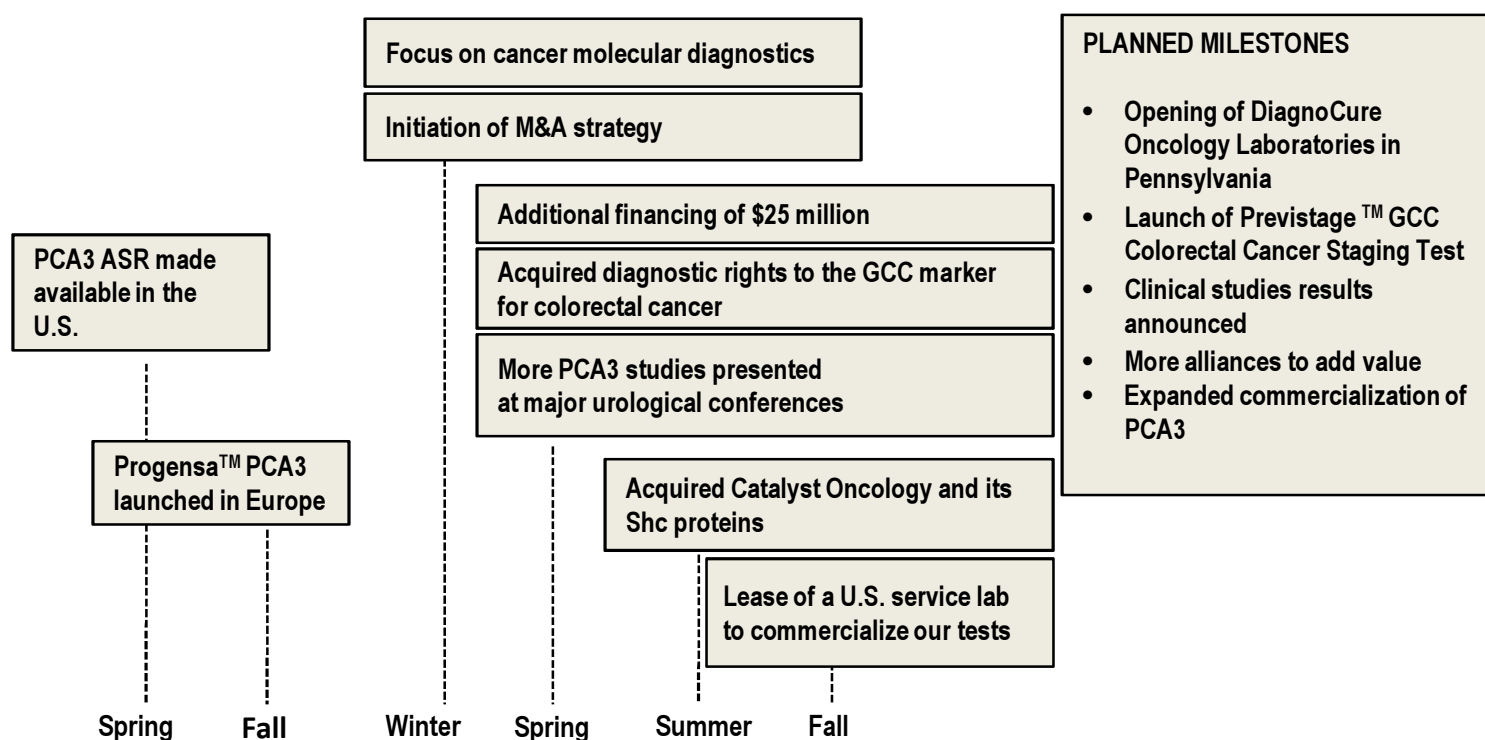 Focus on cancer molecular diagnostics
Initiation of M&A strategy
Additional financing of $25 million
PCA3 ASR made
available in the
U.S.
Acquired diagnostic rights to the GCC marker
for colorectal cancer
More PCA3 studies presented
at major urological conferences
Progensa™ PCA3
launched in Europe
Acquired Catalyst Oncology and its
Shc proteins
Lease of a U.S. service lab
to commercialize our tests
PLANNED MILESTONES
• Opening of DiagnoCure
Oncology Laboratories in
Pennsylvania
• Launch of Previstage ™ GCC
Colorectal Cancer Staging Test
• Clinical studies results
announced
• More alliances to add value
• Expanded commercialization of
PCA3
Spring Fall Winter Spring Summer Fall